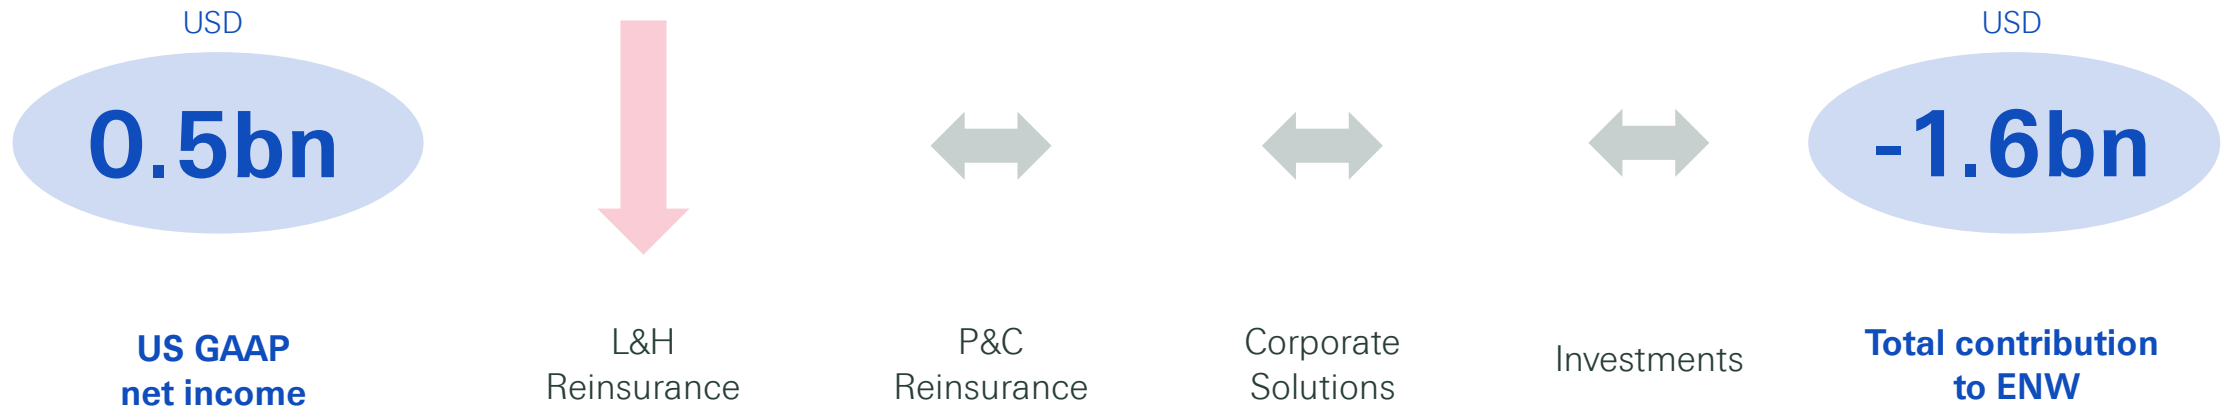 USD
0.5bn
US GAAP
net income
L&H
Reinsurance
P&C
Reinsurance
Corporate
Solutions
Investments
USD
-1.6bn
Total contribution
to ENW